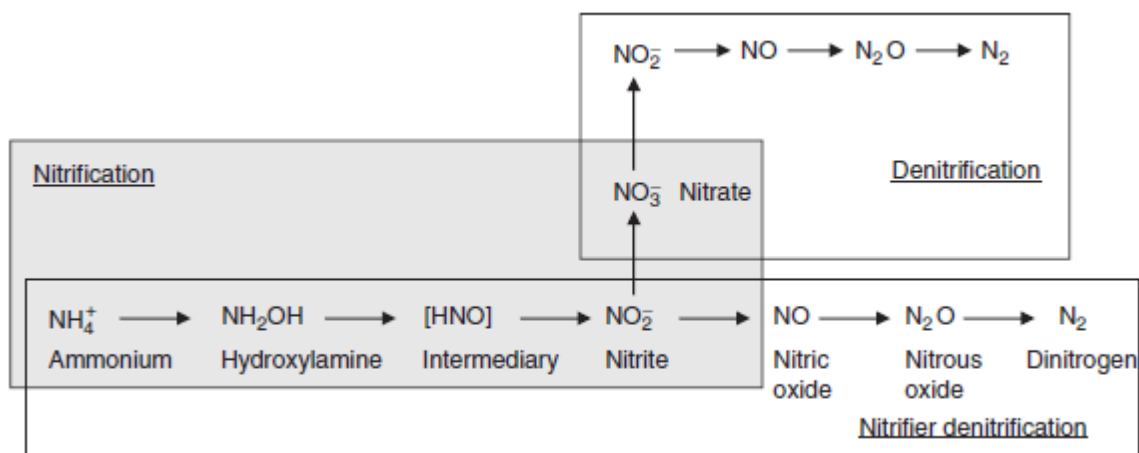 NO₂⁻ → NO → N₂O → N₂
Nitrification
Denitrification
NO₃⁻ Nitrate
NH₄⁺ → NH₂OH → [HNO] → NO₂⁻ → NO → N₂O → N₂
Ammonium Hydroxylamine Intermediary Nitrite Nitric Nitrous Dinitrogen
oxide oxide
Nitrifier denitrification